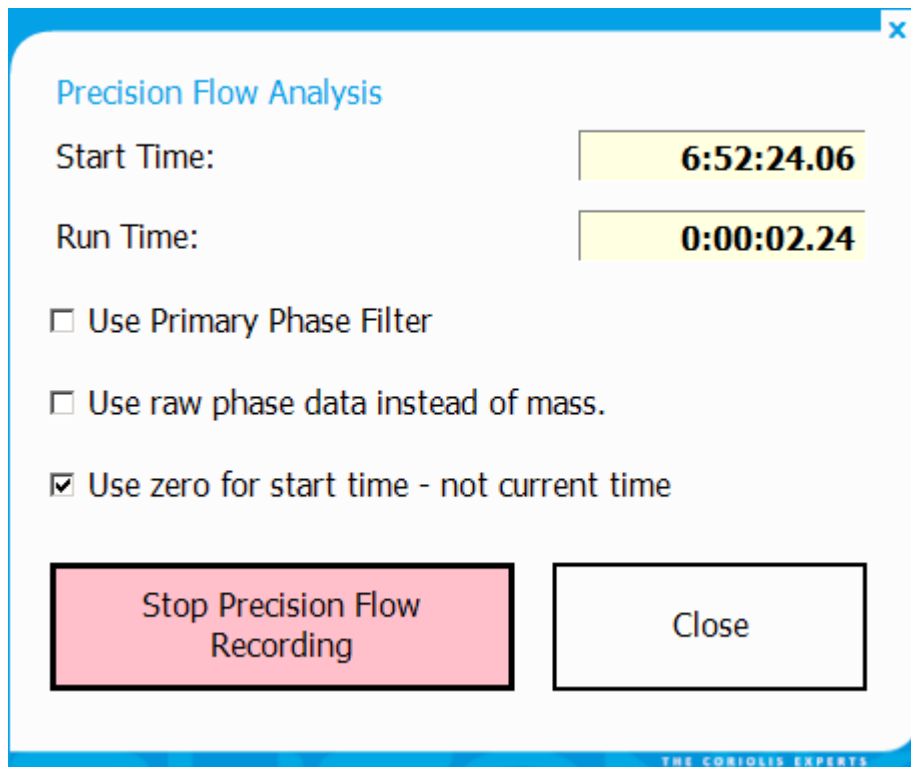 Precision Flow Analysis
Start Time: 6:52:24.06
Run Time: 0:00:02.24
Use Primary Phase Filter
Use raw phase data instead of mass.
Use zero for start time - not current time
Stop Precision Flow
Recording
Close
THE CORIOLIS EXPERTS